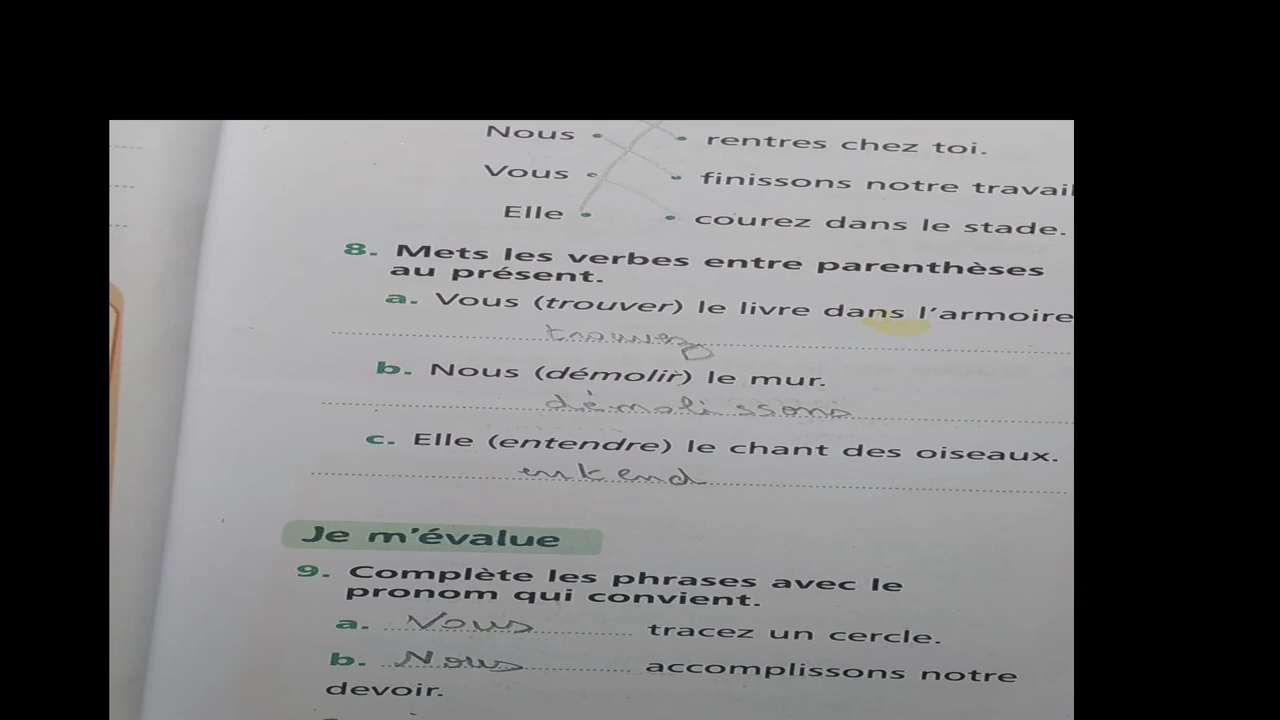 Nous • • rentres chez toi.
Vous • • finissons notre travail
Elle • • courez dans le stade.
8. Mets les verbes entre parenthèses
au présent.
a. Vous (trouver) le livre dans l'armoire
trouvez
b. Nous (démolir) le mur.
démolissons
c. Elle (entendre) le chant des oiseaux.
entend
Je m'évalue
9. Complète les phrases avec le
pronom qui convient.
a. Vous tracez un cercle.
b. Nous accomplissons notre
devoir.